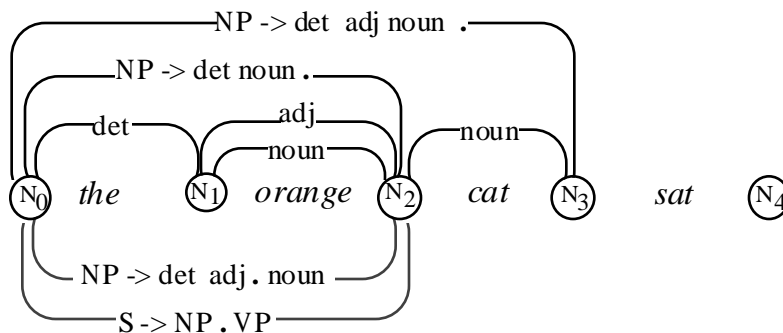 NP -> det adj noun .
NP -> det noun .
det adj
noun noun
N0 the N1 orange N2 cat N3 sat N4
NP -> det adj . noun
S -> NP . VP